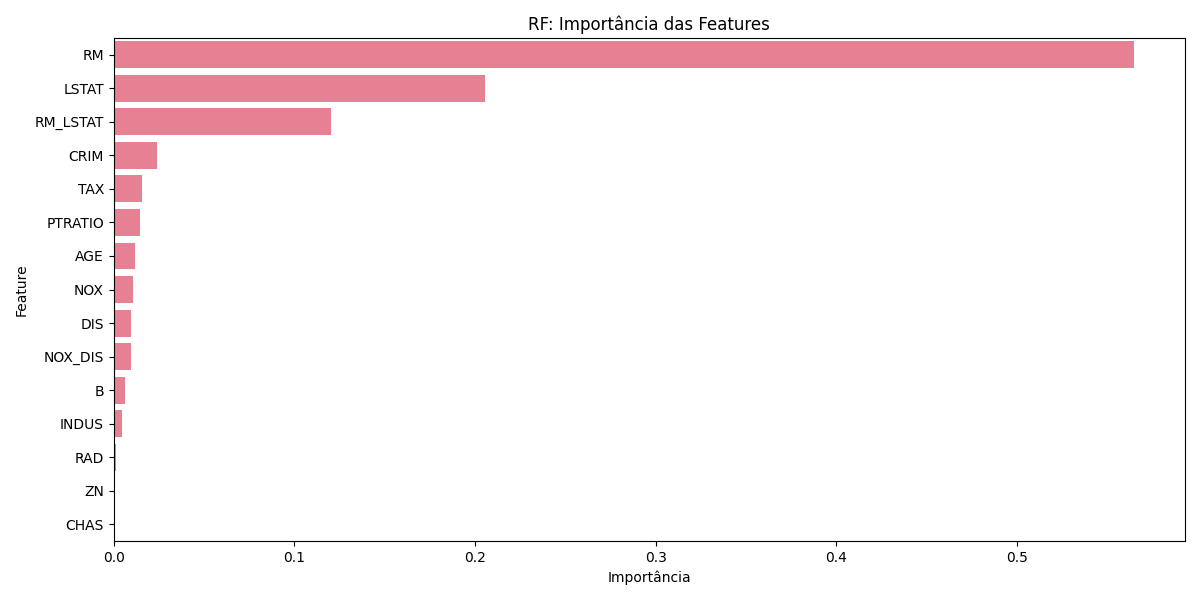 RF: Importância das Features
Feature
RM
LSTAT
RM_LSTAT
CRIM
TAX
PTRATIO
AGE
NOX
DIS
NOX_DIS
B
INDUS
RAD
ZN
CHAS
0.0 0.1 0.2 0.3 0.4 0.5
Importância